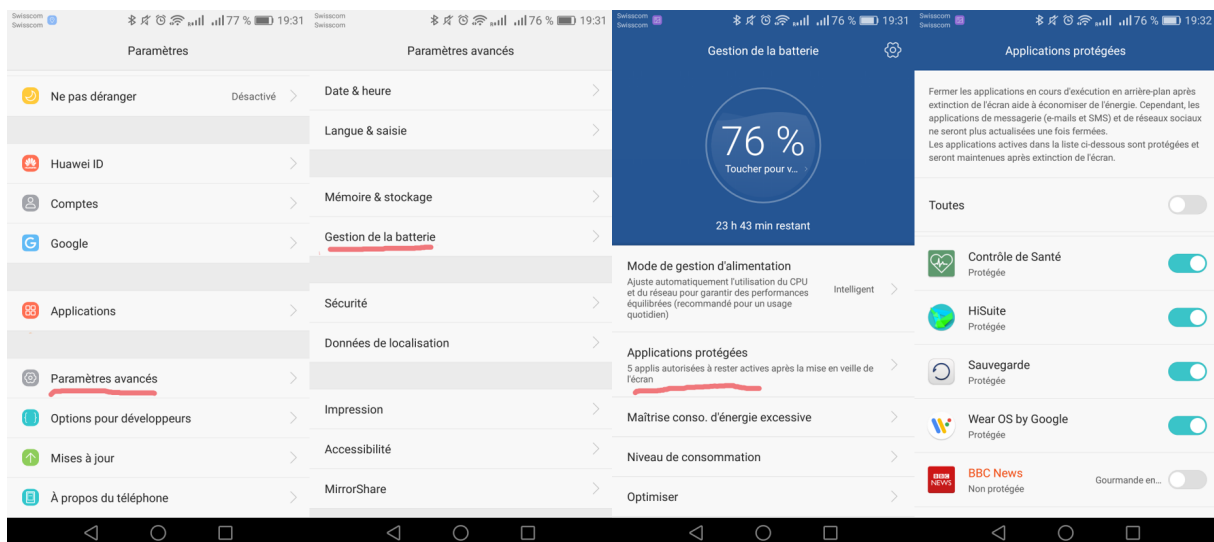 Swisscom
Swisscom
77 % 19:31
Paramètres
Ne pas déranger
Désactivé
Huawei ID
Comptes
G Google
Applications
Paramètres avancés
Options pour développeurs
Mises à jour
À propos du téléphone
Swisscom
Swisscom
76 % 19:31
Paramètres avancés
Date & heure
Langue & saisie
Mémoire & stockage
Gestion de la batterie
Sécurité
Données de localisation
Impression
Accessibilité
MirrorShare
Swisscom
Swisscom
76 % 19:31
Gestion de la batterie
76 %
Toucher pour v...
23 h 43 min restant
Mode de gestion d'alimentation
Ajuste automatiquement l'utilisation du CPU
et du réseau pour garantir des performances
équilibrées (recommandé pour un usage
quotidien)
Intelligent
Applications protégées
5 applis autorisées à rester actives après la mise en veille de
l'écran
Maîtrise conso. d'énergie excessive
Niveau de consommation
Optimiser
Swisscom
Swisscom
76 % 19:32
Applications protégées
Fermer les applications en cours d'exécution en arrière-plan après
extinction de l'écran aide à économiser de l'énergie. Cependant, les
applications de messagerie (e-mails et SMS) et de réseaux sociaux
ne seront plus actualisées une fois fermées.
Les applications actives dans la liste ci-dessous sont protégées et
seront maintenues après extinction de l'écran.
Toutes
Contrôle de Santé
Protégée
HiSuite
Protégée
Sauvegarde
Protégée
Wear OS by Google
Protégée
BBC
NEWS
BBC News
Non protégée
Gourmande en...